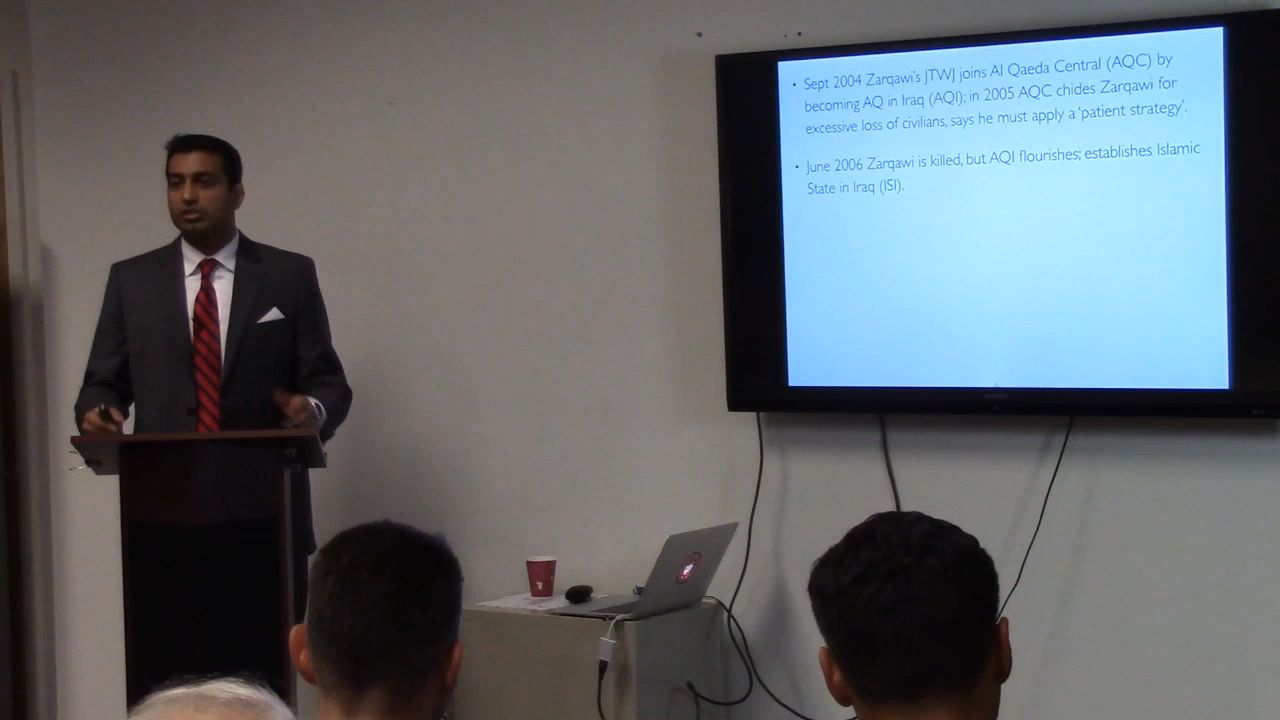 • Sept 2004 Zarqawi's JTWJ joins Al Qaeda Central (AQC) by
becoming AQ in Iraq (AQI); in 2005 AQC chides Zarqawi for
excessive loss of civilians, says he must apply a 'patient strategy'.
• June 2006 Zarqawi is killed, but AQI flourishes; establishes Islamic
State in Iraq (ISI).